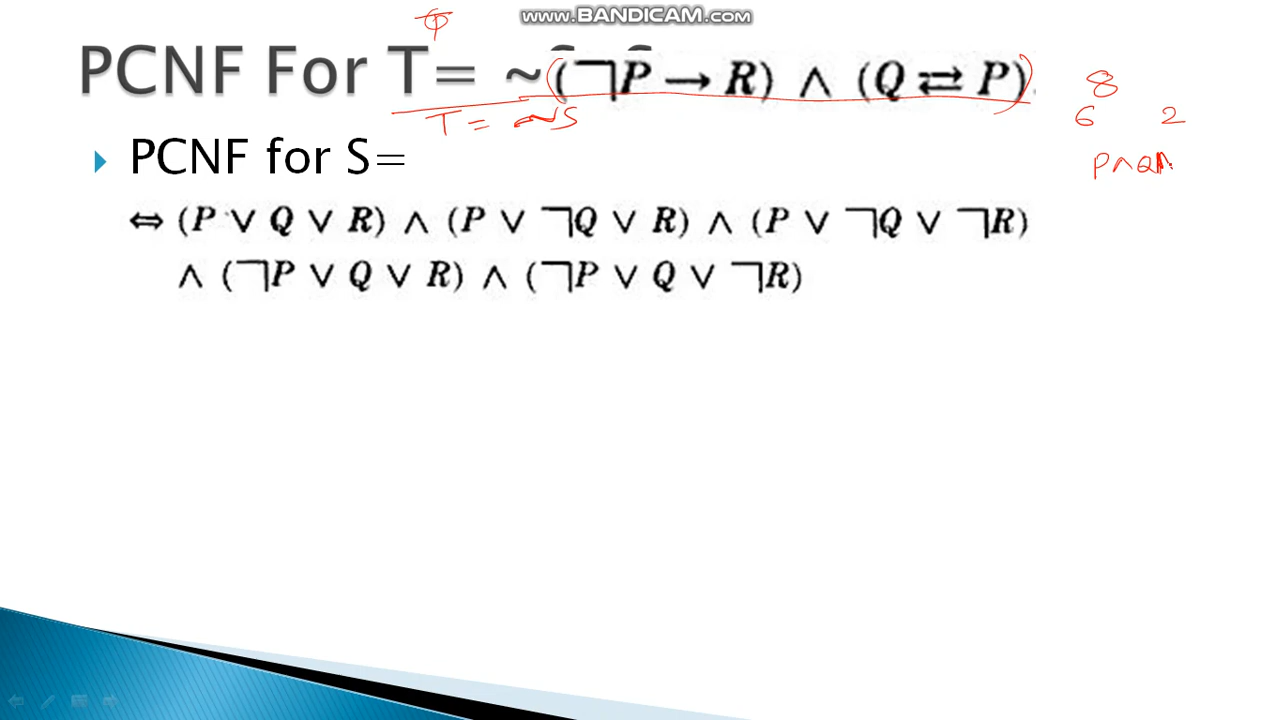 www.BANDICAM.com
PCNF For T= ~(¬P → R) ∧ (Q ⇄ P) 8
T = ~S 6 2
PCNF for S= P∧Q∧
⇔ (P ∨ Q ∨ R) ∧ (P ∨ ¬Q ∨ R) ∧ (P ∨ ¬Q ∨ ¬R)
∧ (¬P ∨ Q ∨ R) ∧ (¬P ∨ Q ∨ ¬R)